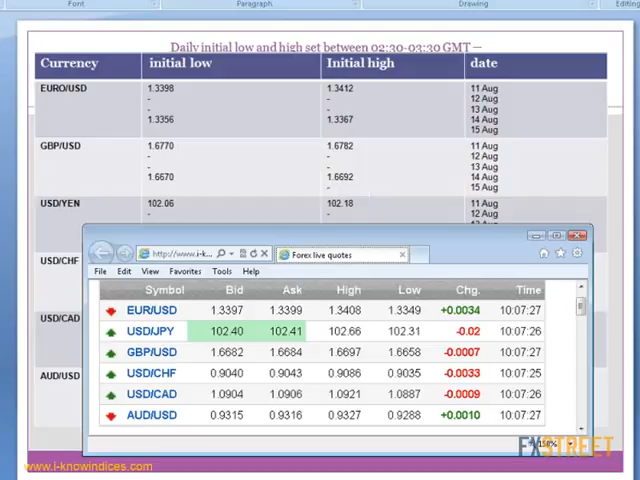 Font Paragraph Drawing Editing
Daily initial low and high set between 02:30-03:30 GMT —
Currency initial low Initial high date
EURO/USD 1.3398 1.3412 11 Aug
- - 12 Aug
- - 13 Aug
1.3356 1.3367 14 Aug
15 Aug
GBP/USD 1.6770 1.6782 11 Aug
- - 12 Aug
- - 13 Aug
1.6670 1.6692 14 Aug
- - 15 Aug
USD/YEN 102.06 102.18 11 Aug
- - 12 Aug
USD/CHF
USD/CAD
AUD/USD
http://www.i-k...
Forex live quotes
File Edit View Favorites Tools Help
Symbol Bid Ask High Low Chg. Time
EUR/USD 1.3397 1.3399 1.3408 1.3349 +0.0034 10:07:27
USD/JPY 102.40 102.41 102.66 102.31 -0.02 10:07:26
GBP/USD 1.6682 1.6684 1.6697 1.6658 -0.0007 10:07:26
USD/CHF 0.9040 0.9043 0.9086 0.9035 -0.0033 10:07:25
USD/CAD 1.0904 1.0906 1.0921 1.0887 -0.0009 10:07:26
AUD/USD 0.9315 0.9316 0.9327 0.9288 +0.0010 10:07:27
150%
FXSTREET
www.i-knowindices.com